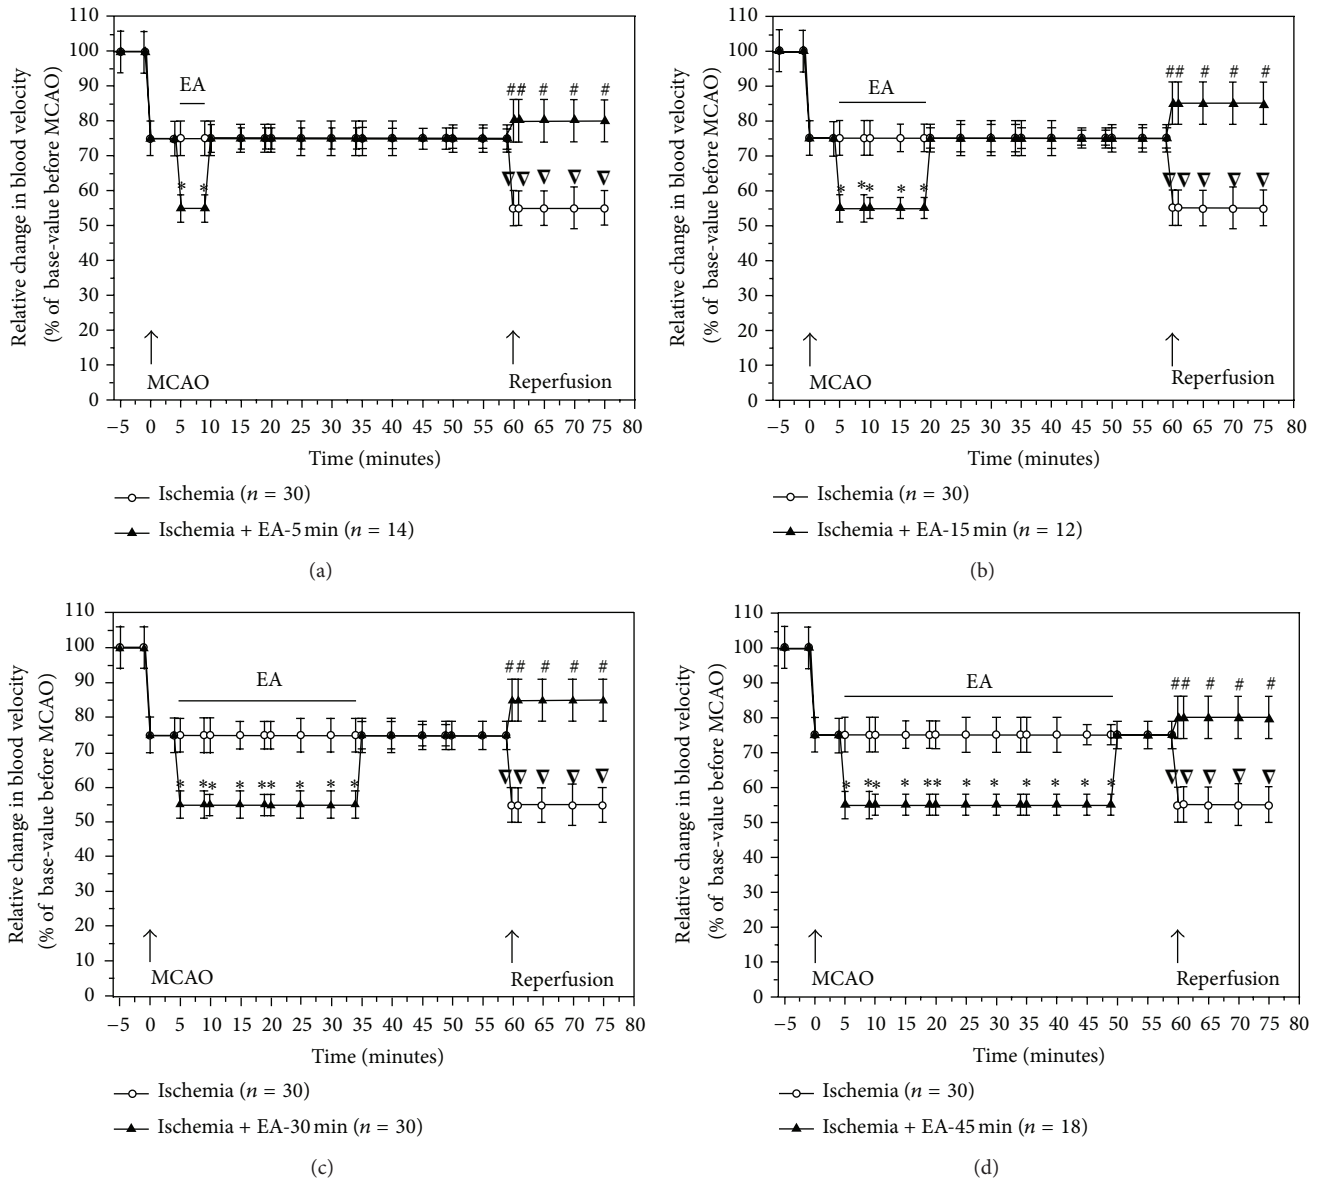 Relative change in blood velocity
(% of base-value before MCAO)
110
100
90
80
70
60
50
40
30
20
10
0
EA
* *
## # # #
MCAO
Reperfusion
−5 0 5 10 15 20 25 30 35 40 45 50 55 60 65 70 75 80
Time (minutes)
Ischemia (n = 30)
Ischemia + EA-5 min (n = 14)
(a)
Relative change in blood velocity
(% of base-value before MCAO)
110
100
90
80
70
60
50
40
30
20
10
0
EA
* * * * *
## # # #
MCAO
Reperfusion
−5 0 5 10 15 20 25 30 35 40 45 50 55 60 65 70 75 80
Time (minutes)
Ischemia (n = 30)
Ischemia + EA-15 min (n = 12)
(b)
Relative change in blood velocity
(% of base-value before MCAO)
110
100
90
80
70
60
50
40
30
20
10
0
EA
* * * * * * * * *
## # # #
MCAO
Reperfusion
−5 0 5 10 15 20 25 30 35 40 45 50 55 60 65 70 75 80
Time (minutes)
Ischemia (n = 30)
Ischemia + EA-30 min (n = 30)
(c)
Relative change in blood velocity
(% of base-value before MCAO)
110
100
90
80
70
60
50
40
30
20
10
0
EA
* * * * * * * * * * * * *
## # # #
MCAO
Reperfusion
−5 0 5 10 15 20 25 30 35 40 45 50 55 60 65 70 75 80
Time (minutes)
Ischemia (n = 30)
Ischemia + EA-45 min (n = 18)
(d)